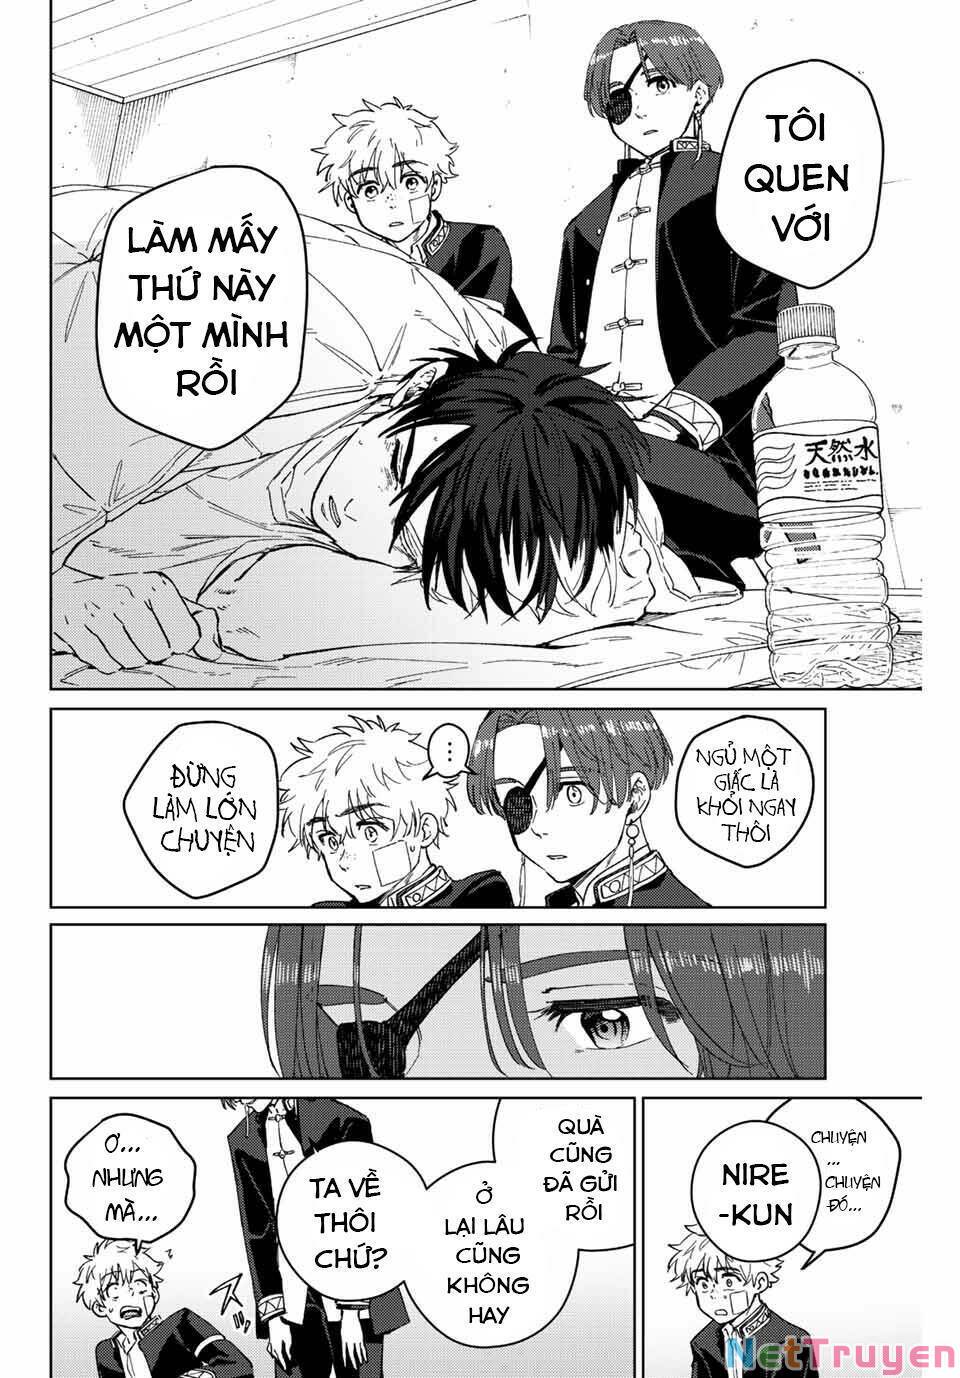 TÔI
QUEN
VỚI
LÀM MẤY
THỨ NÀY
MỘT MÌNH
RỒI
天然水
NGỦ MỘT
GIẤC LÀ
KHỎI NGAY
THÔI
...
ĐỪNG
LÀM LỚN
CHUYỆN
CHUYỆN
...
CHUYỆN
ĐÓ...
NIRE
-KUN
QUÀ
CŨNG
ĐÃ GỬI
RỒI
Ở
LẠI LÂU
CŨNG
KHÔNG
HAY
TA VỀ
THÔI
CHỨ?
Ơ...
NHƯNG
MÀ...
NetTruyen